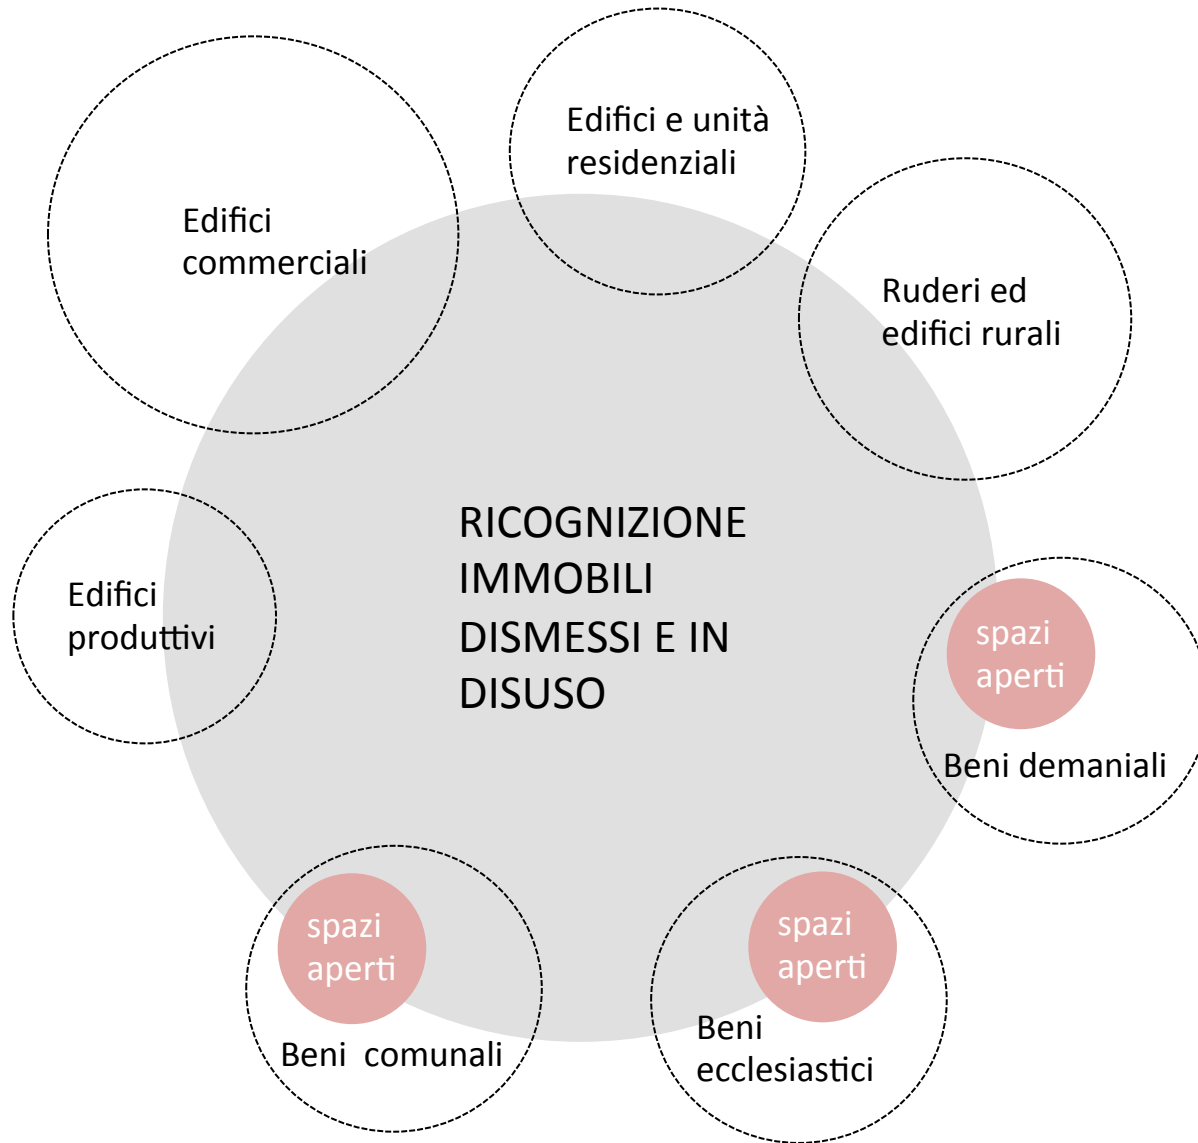 Edifici e unità
residenziali
Edifici
commerciali
Ruderi ed
edifici rurali
RICOGNIZIONE
IMMOBILI
DISMESSI E IN
DISUSO
Edifici
produttivi
spazi
aperti
Beni demaniali
spazi
aperti
Beni comunali
spazi
aperti
Beni
ecclesiastici